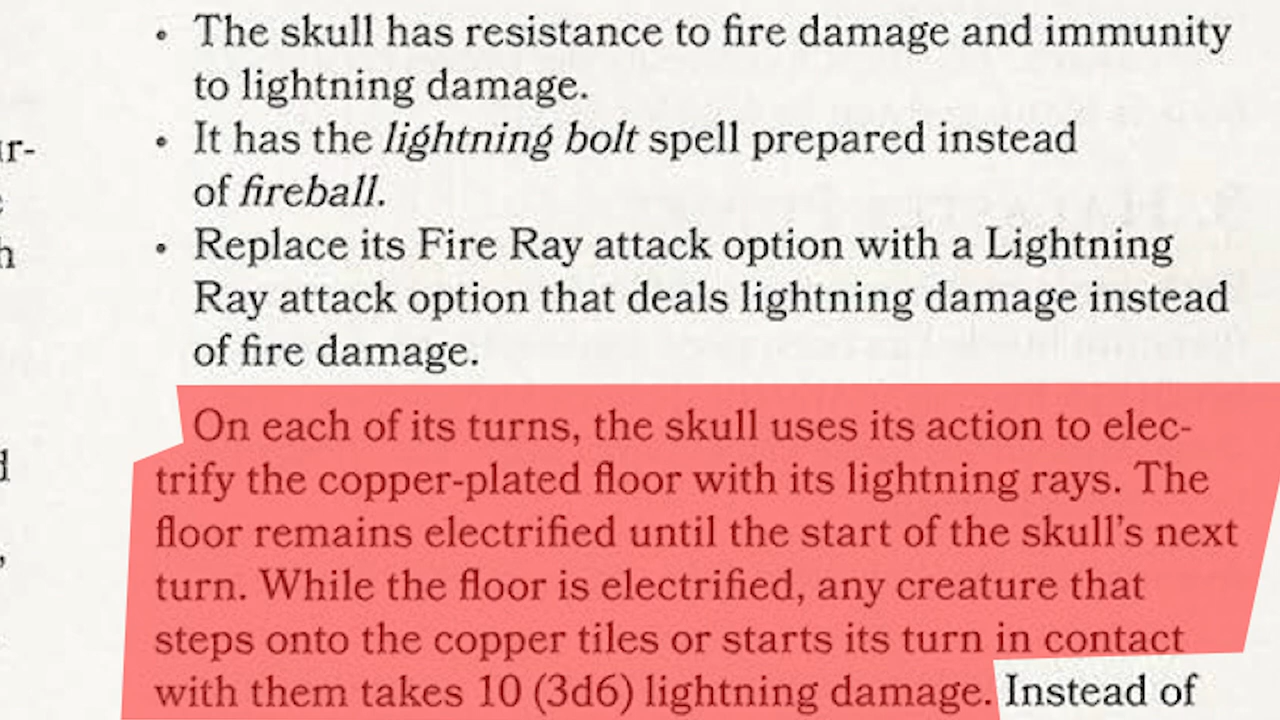 • The skull has resistance to fire damage and immunity
to lightning damage.
• It has the lightning bolt spell prepared instead
of fireball.
• Replace its Fire Ray attack option with a Lightning
Ray attack option that deals lightning damage instead
of fire damage.
On each of its turns, the skull uses its action to elec-
trify the copper-plated floor with its lightning rays. The
floor remains electrified until the start of the skull's next
turn. While the floor is electrified, any creature that
steps onto the copper tiles or starts its turn in contact
with them takes 10 (3d6) lightning damage. Instead of